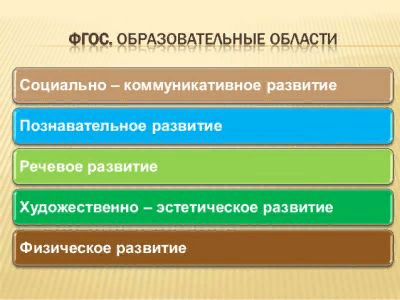 ФГОС. ОБРАЗОВАТЕЛЬНЫЕ ОБЛАСТИ
Социально – коммуникативное развитие
Познавательное развитие
Речевое развитие
Художественно – эстетическое развитие
Физическое развитие